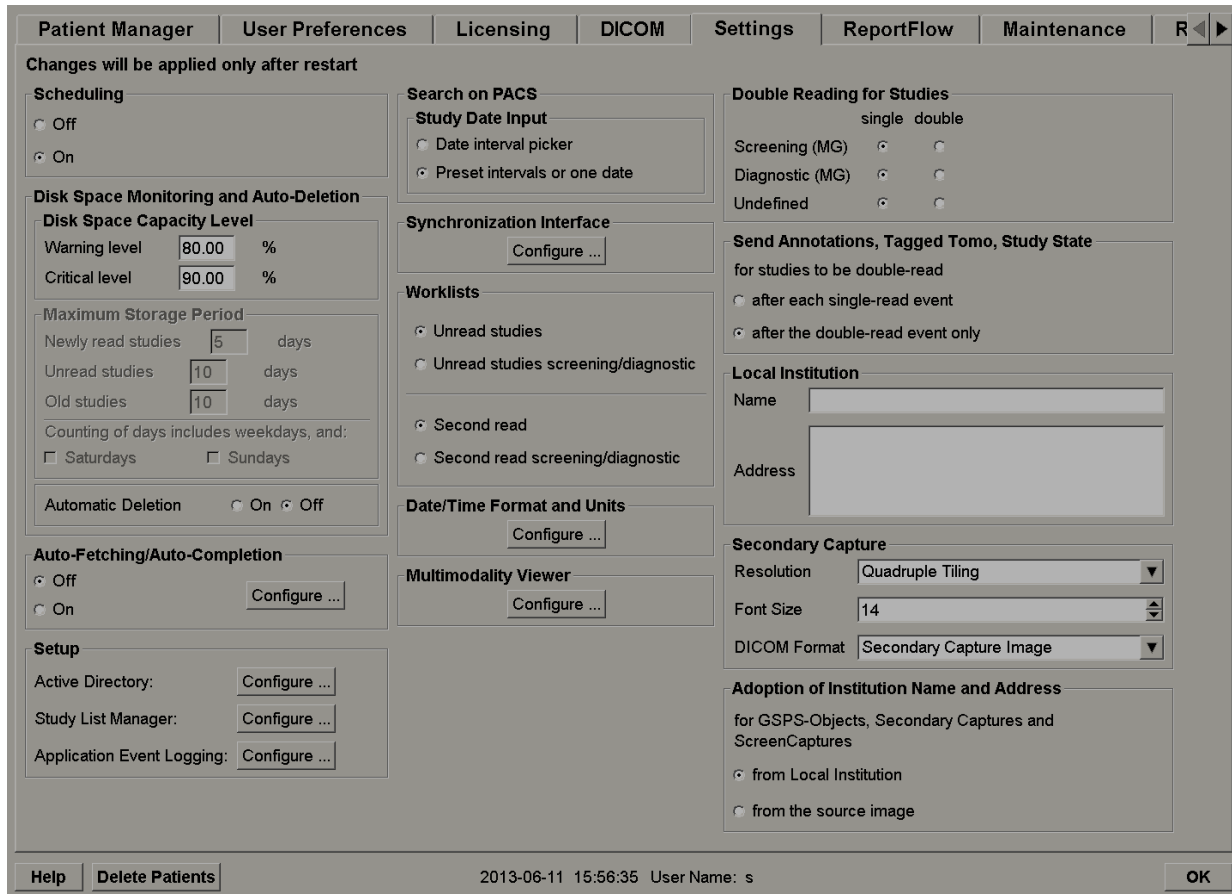 Patient Manager User Preferences Licensing DICOM Settings ReportFlow Maintenance
Changes will be applied only after restart
Scheduling
Off
On
Disk Space Monitoring and Auto-Deletion
Disk Space Capacity Level
Warning level 80.00 %
Critical level 90.00 %
Maximum Storage Period
Newly read studies 5 days
Unread studies 10 days
Old studies 10 days
Counting of days includes weekdays, and:
Saturdays Sundays
Automatic Deletion On Off
Auto-Fetching/Auto-Completion
Off
On
Configure ...
Setup
Active Directory: Configure ...
Study List Manager: Configure ...
Application Event Logging: Configure ...
Search on PACS
Study Date Input
Date interval picker
Preset intervals or one date
Synchronization Interface
Configure ...
Worklists
Unread studies
Unread studies screening/diagnostic
Second read
Second read screening/diagnostic
Date/Time Format and Units
Configure ...
Multimodality Viewer
Configure ...
Double Reading for Studies
single double
Screening (MG)
Diagnostic (MG)
Undefined
Send Annotations, Tagged Tomo, Study State
for studies to be double-read
after each single-read event
after the double-read event only
Local Institution
Name
Address
Secondary Capture
Resolution Quadruple Tiling
Font Size 14
DICOM Format Secondary Capture Image
Adoption of Institution Name and Address
for GSPS-Objects, Secondary Captures and
ScreenCaptures
from Local Institution
from the source image
Help Delete Patients 2013-06-11 15:56:35 User Name: s OK